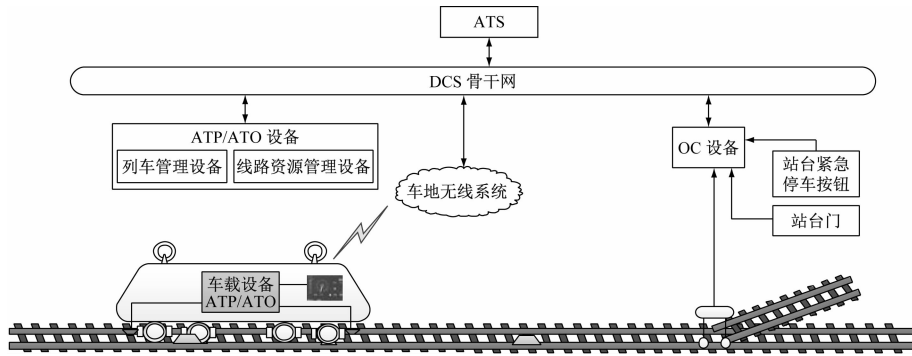 ATS
DCS 骨干网
ATP/ATO 设备
列车管理设备
线路资源管理设备
车地无线系统
OC 设备
站台紧急
停车按钮
站台门
车载设备
ATP/ATO